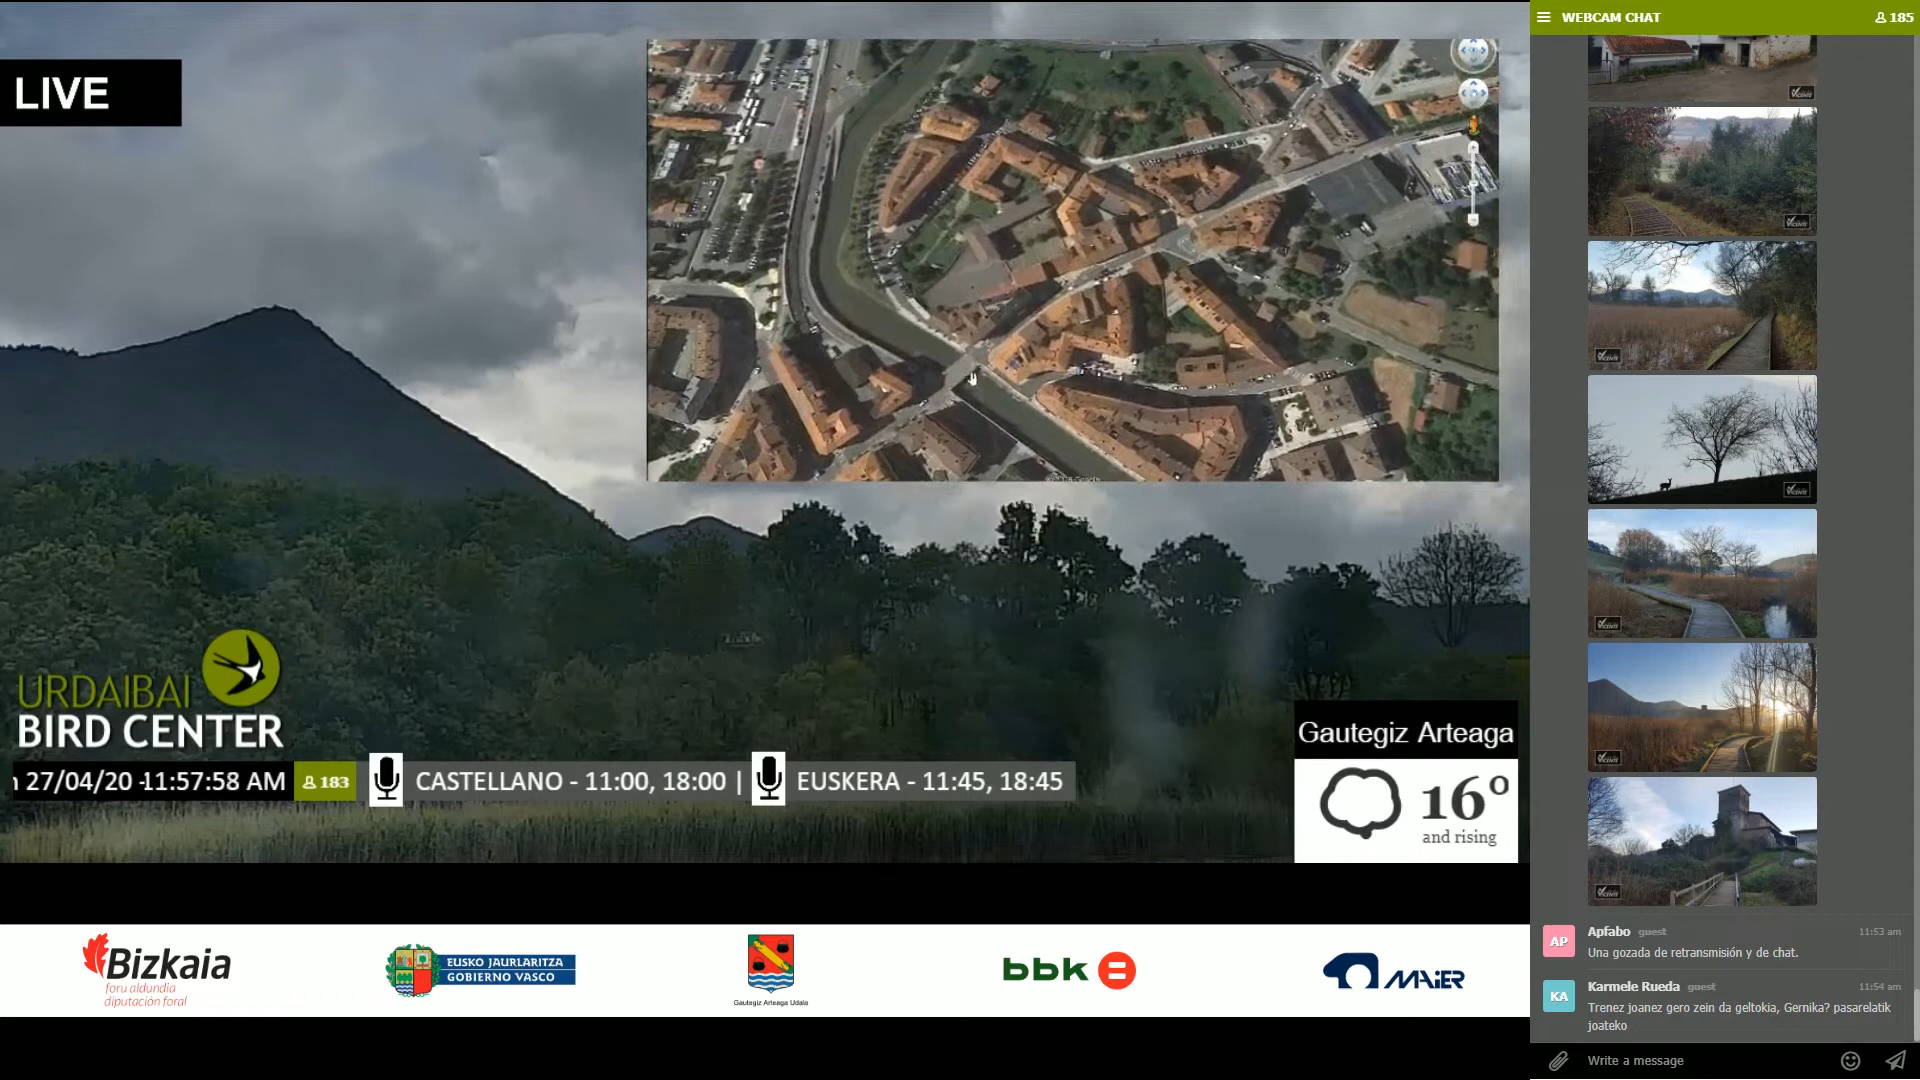 LIVE
URDAIBAI
BIRD CENTER
27/04/20 -11:57:58 AM
183
CASTELLANO - 11:00, 18:00 |
EUSKERA - 11:45, 18:45
Gautegiz Arteaga
16º
and rising
Bizkaia
foru aldundia
diputación foral
EUSKO JAURLARITZA
GOBIERNO VASCO
Gautegiz Arteaga Udala
bbk
MAIER
WEBCAM CHAT
185
AP
Apfabo guest
11:53 am
Una gozada de retransmisión y de chat.
KA
Karmele Rueda guest
11:54 am
Trenez joanez gero zein da geltokia, Gernika? pasarelatik
joateko
Write a message